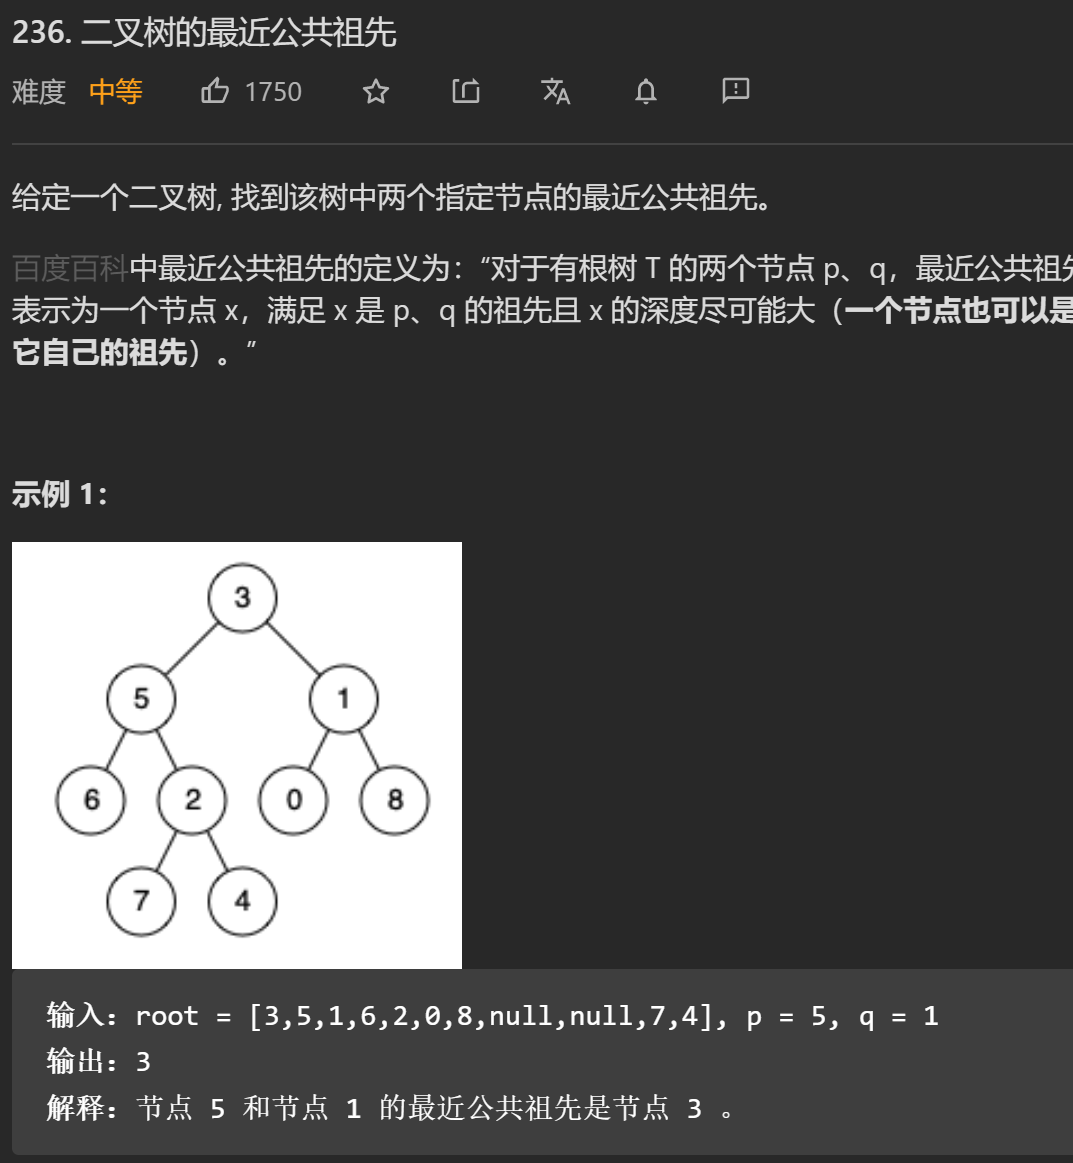 236. 二叉树的最近公共祖先
难度 中等 1750
给定一个二叉树, 找到该树中两个指定节点的最近公共祖先。
百度百科中最近公共祖先的定义为：“对于有根树 T 的两个节点 p、q，最近公共祖先
表示为一个节点 x，满足 x 是 p、q 的祖先且 x 的深度尽可能大（一个节点也可以是
它自己的祖先）。”
示例 1：
3
5 1
6 2 0 8
7 4
输入：root = [3,5,1,6,2,0,8,null,null,7,4], p = 5, q = 1
输出：3
解释：节点 5 和节点 1 的最近公共祖先是节点 3 。